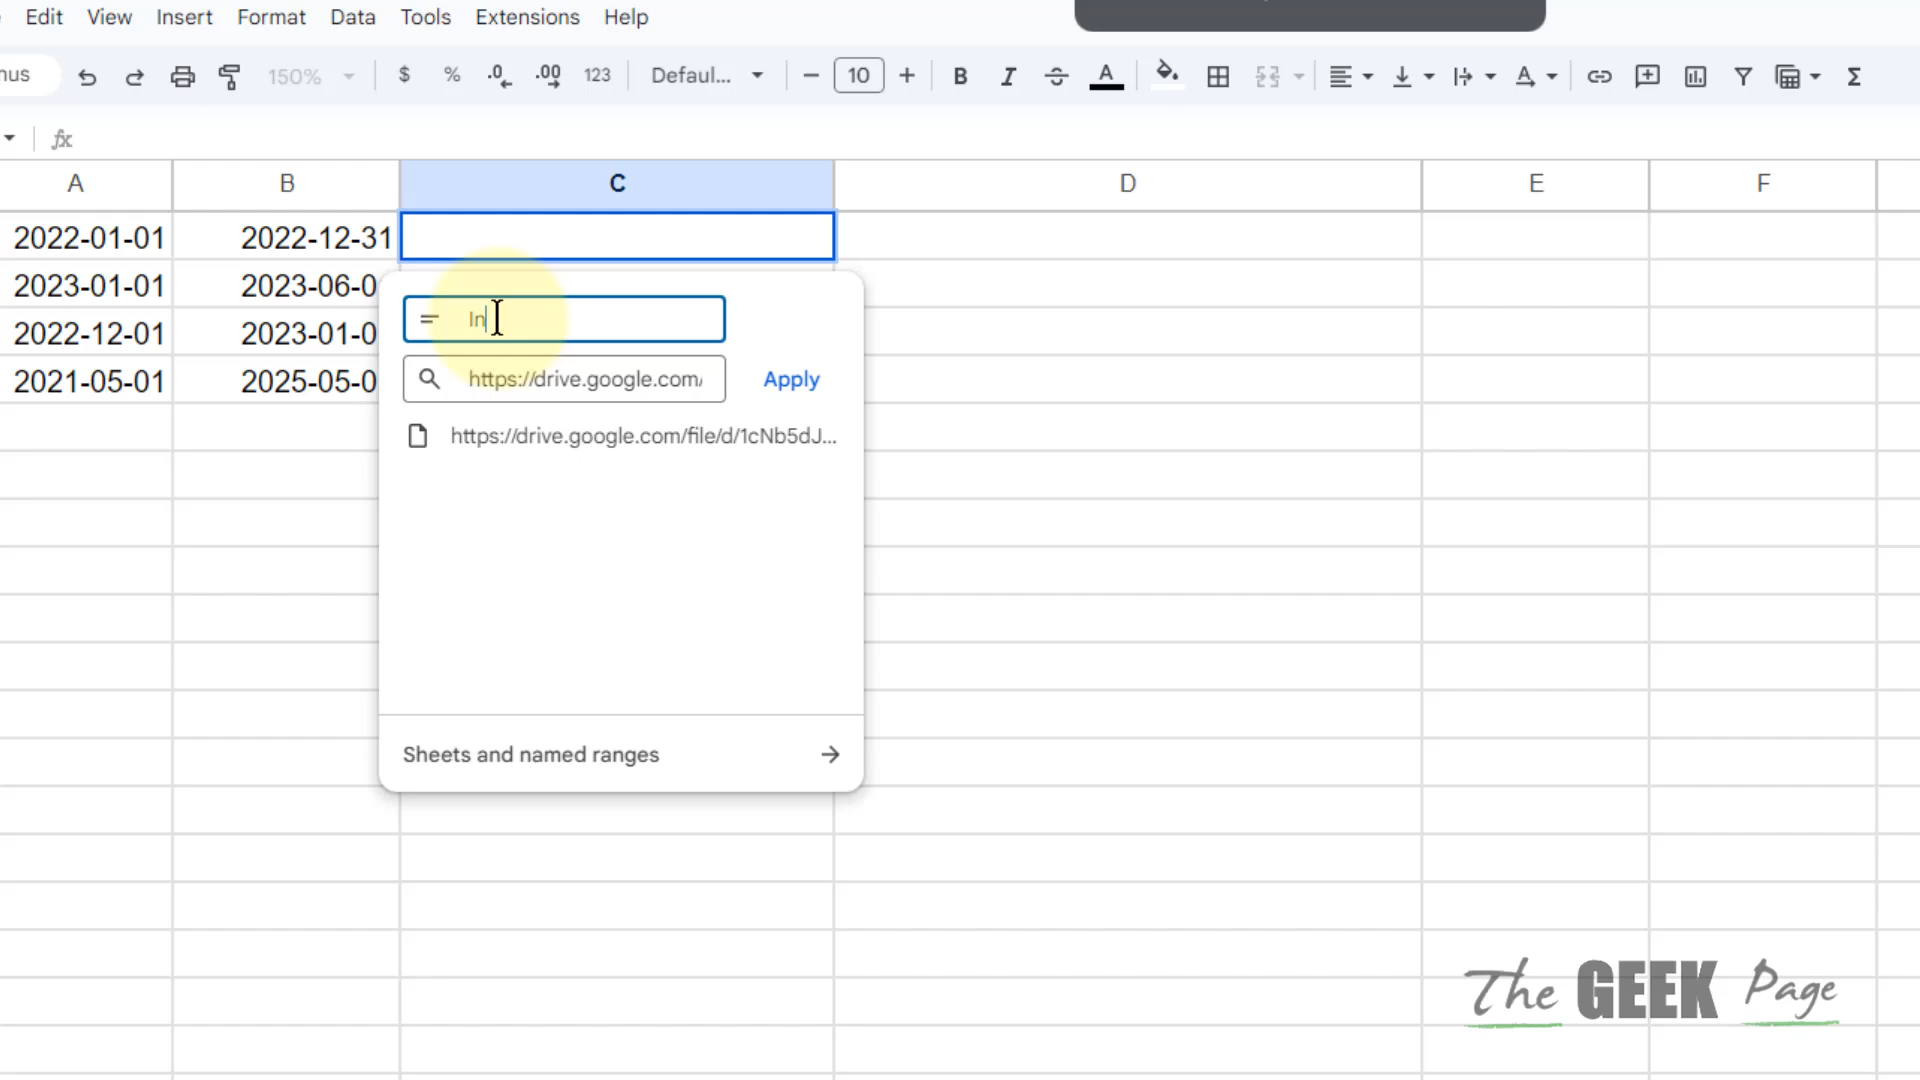 Edit View Insert Format Data Tools Extensions Help
150% $ % .0 .00 123 Defaul... 10 B I A A
fx
A B C D E F
2022-01-01 2022-12-31
2023-01-01 2023-06-0
2022-12-01 2023-01-0
2021-05-01 2025-05-0
In
https://drive.google.com/
Apply
https://drive.google.com/file/d/1cNb5dJ...
Sheets and named ranges
The GEEK Page